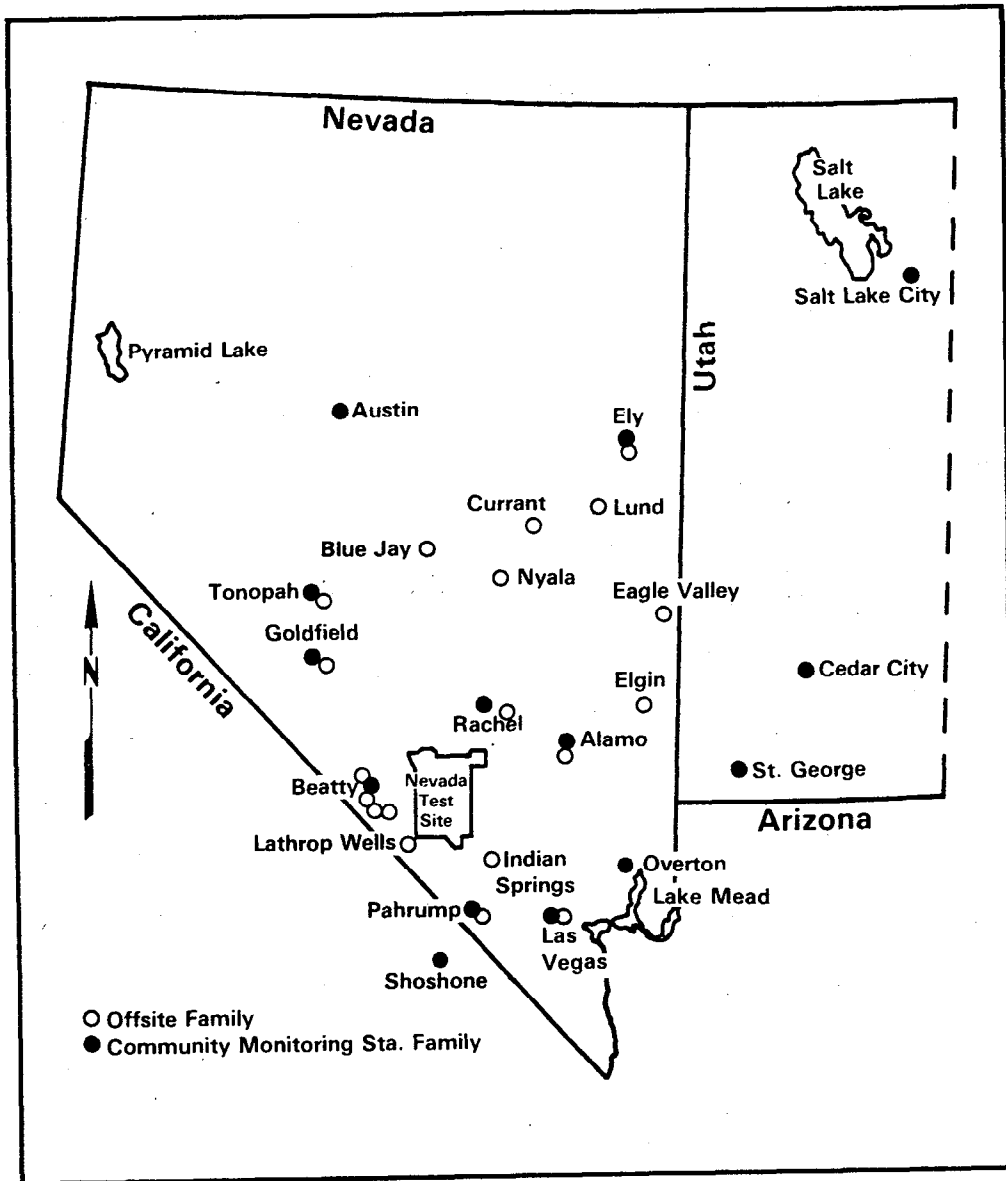 Nevada
Salt
Lake
Salt Lake City
Utah
Pyramid Lake
Austin
Ely
Currant
Lund
Blue Jay
Nyala
Tonopah
Eagle Valley
Goldfield
California
N
Cedar City
Elgin
Rachel
Alamo
St. George
Beatty
Nevada
Test
Site
Arizona
Lathrop Wells
Indian
Springs
Overton
Lake Mead
Pahrump
Las
Vegas
Shoshone
Offsite Family
Community Monitoring Sta. Family